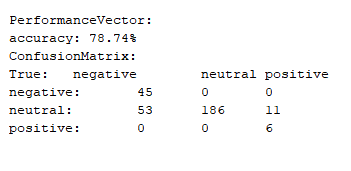 PerformanceVector:
accuracy: 78.74%
ConfusionMatrix:
True: negative neutral positive
negative: 45 0 0
neutral: 53 186 11
positive: 0 0 6